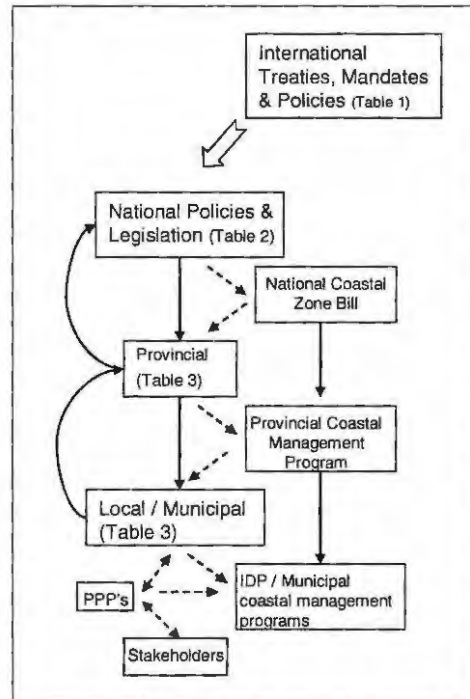 International
Treaties, Mandates
& Policies (Table 1)
National Policies &
Legislation (Table 2)
National Coastal
Zone Bill
Provincial
(Table 3)
Provincial Coastal
Management
Program
Local / Municipal
(Table 3)
PPP's
IDP / Municipal
coastal management
programs
Stakeholders